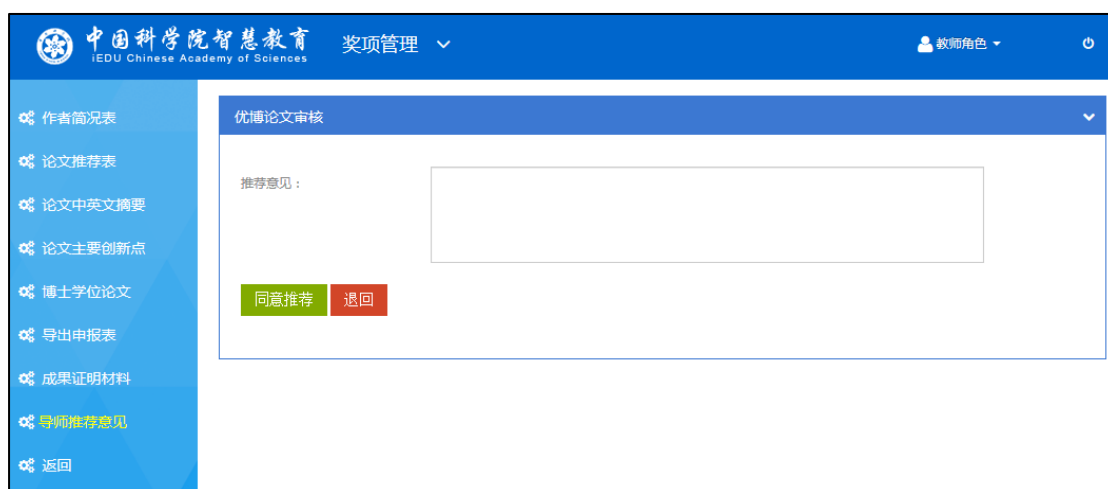 中国科学院智慧教育
iEDU Chinese Academy of Sciences
奖项管理
教师角色
作者简况表
论文推荐表
论文中英文摘要
论文主要创新点
博士学位论文
导出申报表
成果证明材料
导师推荐意见
返回
优博论文审核
推荐意见：
同意推荐 退回